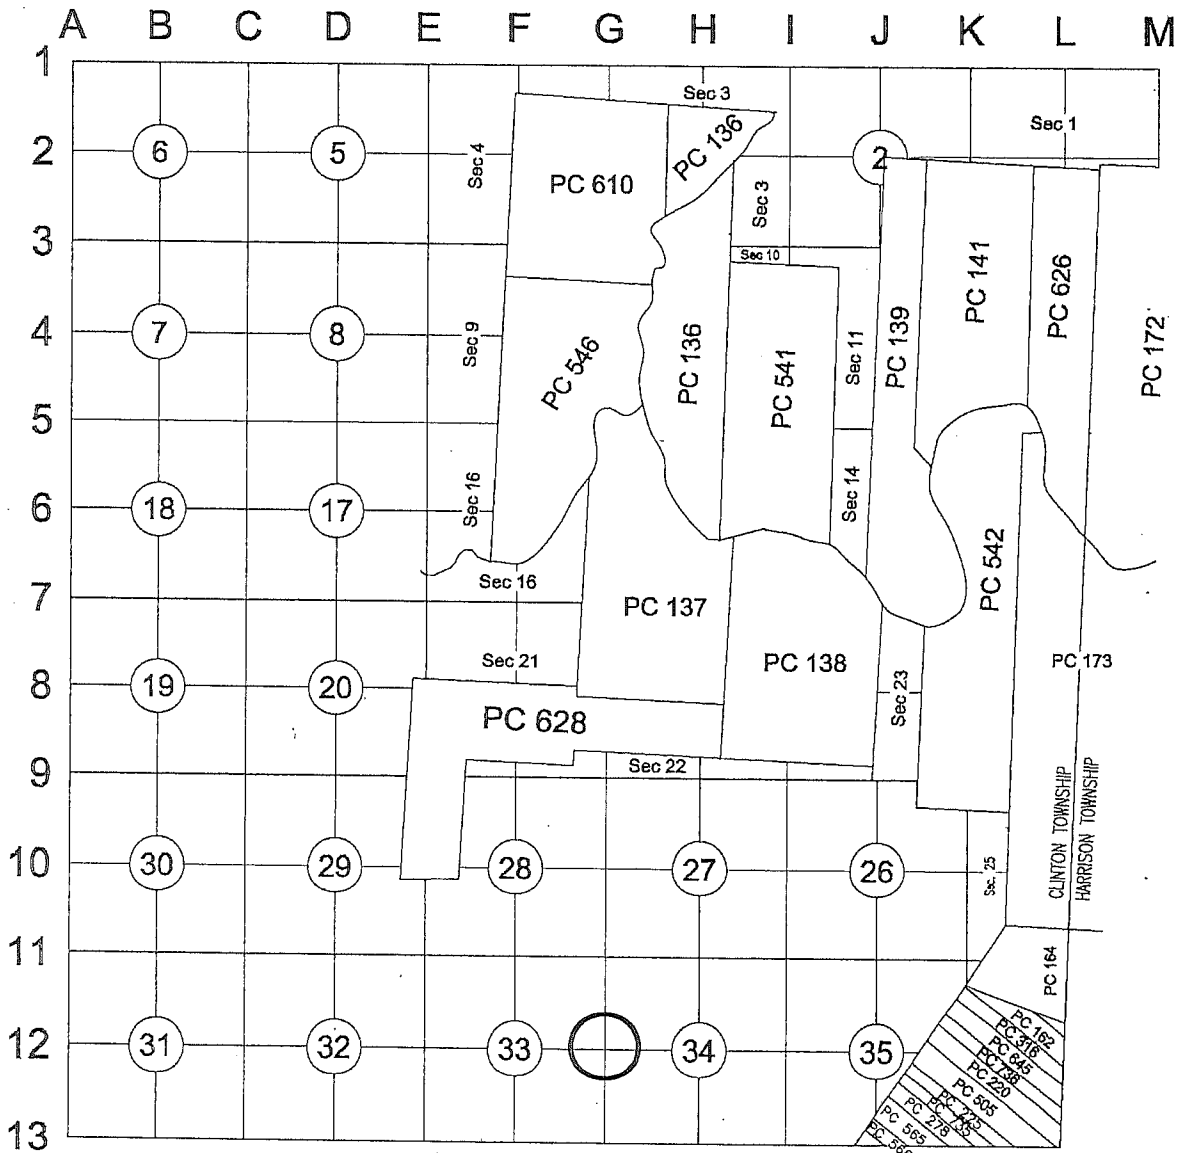 A B C D E F G H I J K L M
1
Sec 3
Sec 1
2
6
5
Sec 4
PC 610
PC 136
2
Sec 3
3
Sec 10
PC 141
PC 626
4
7
8
Sec 9
PC 546
PC 136
PC 541
Sec 11
PC 139
PC 172
5
6
18
17
Sec 16
Sec 14
PC 542
7
Sec 16
PC 137
Sec 21
PC 138
PC 173
8
19
20
PC 628
Sec 23
9
Sec 22
CLINTON TOWNSHIP
HARRISON TOWNSHIP
10
30
29
28
27
26
Sec. 25
11
PC 164
12
31
32
33
34
35
PC 162
PC 316
PC 645
PC 738
PC 220
PC 505
PC 278
PC 565
13